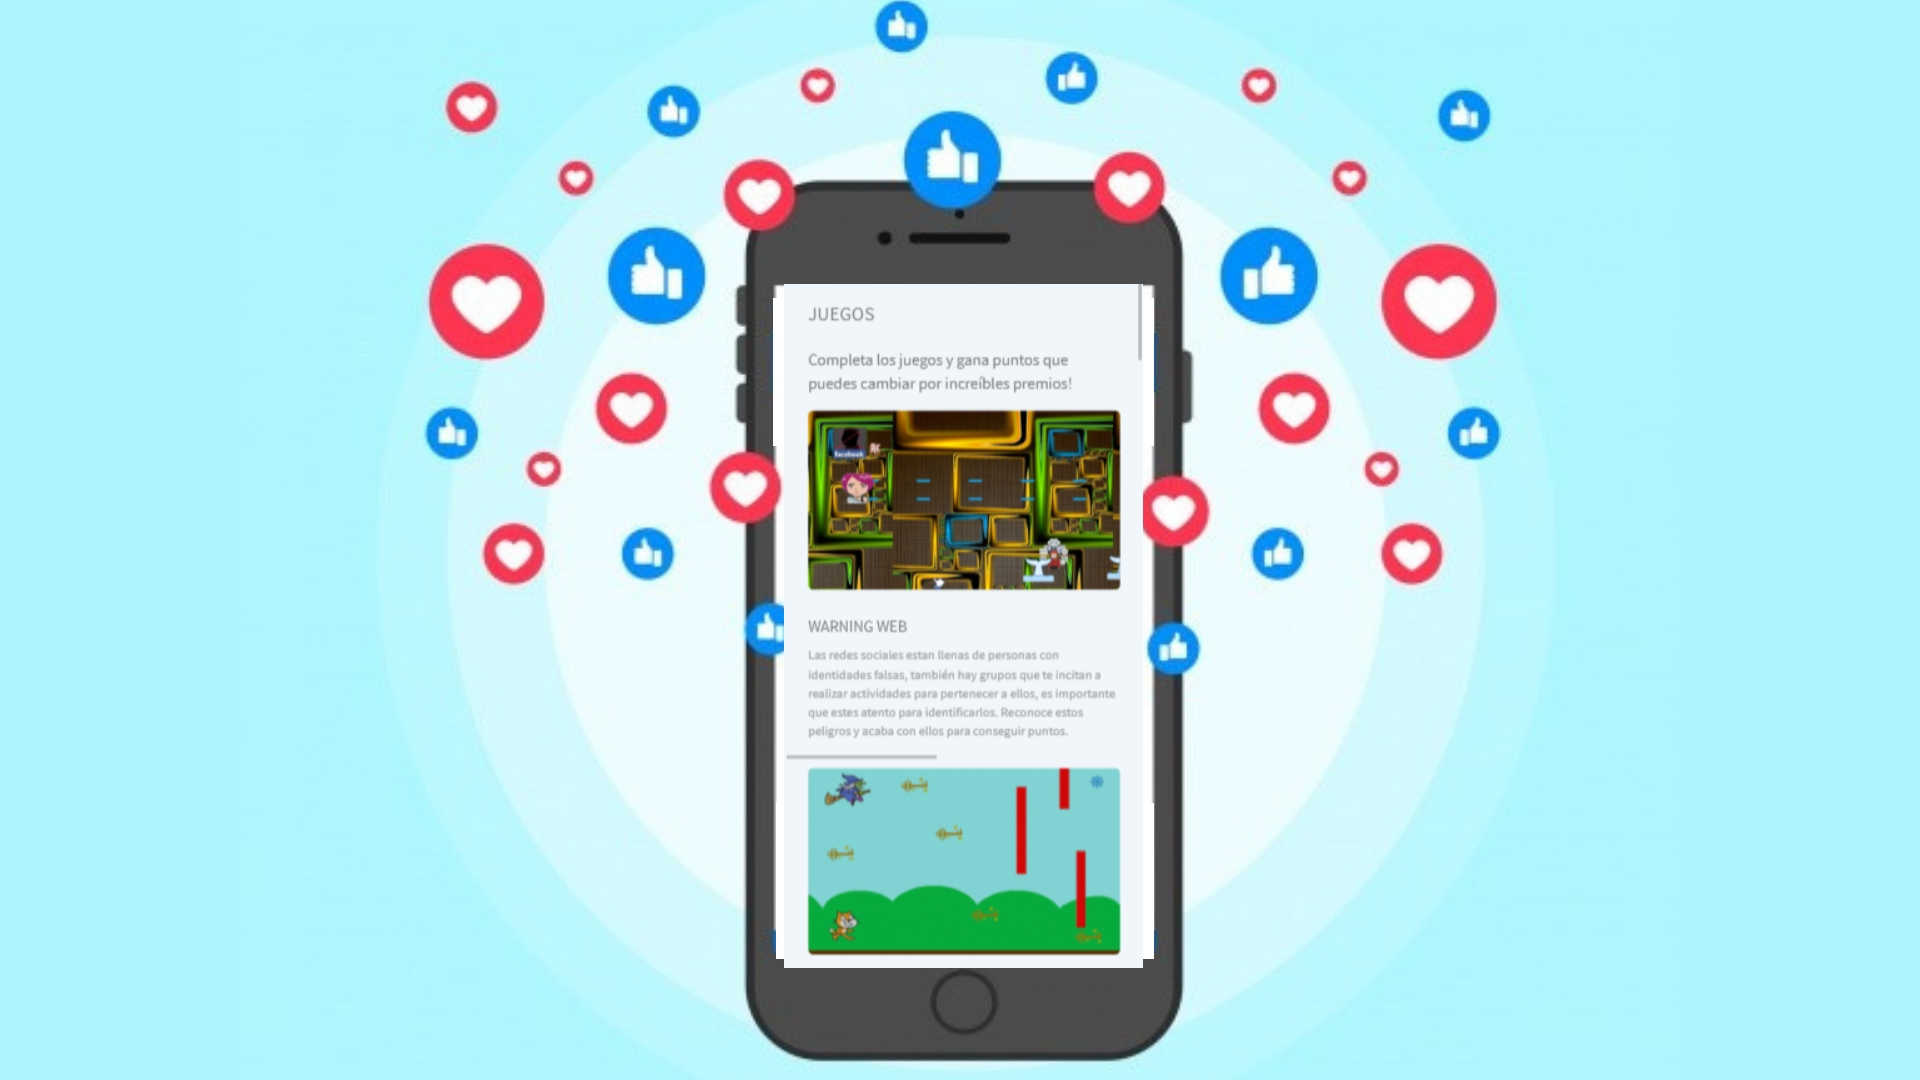 JUEGOS
Completa los juegos y gana puntos que
puedes cambiar por increíbles premios!
facebook
WARNING WEB
Las redes sociales estan llenas de personas con
identidades falsas, también hay grupos que te incitan a
realizar actividades para pertenecer a ellos, es importante
que estes atento para identificarlos. Reconoce estos
peligros y acaba con ellos para conseguir puntos.